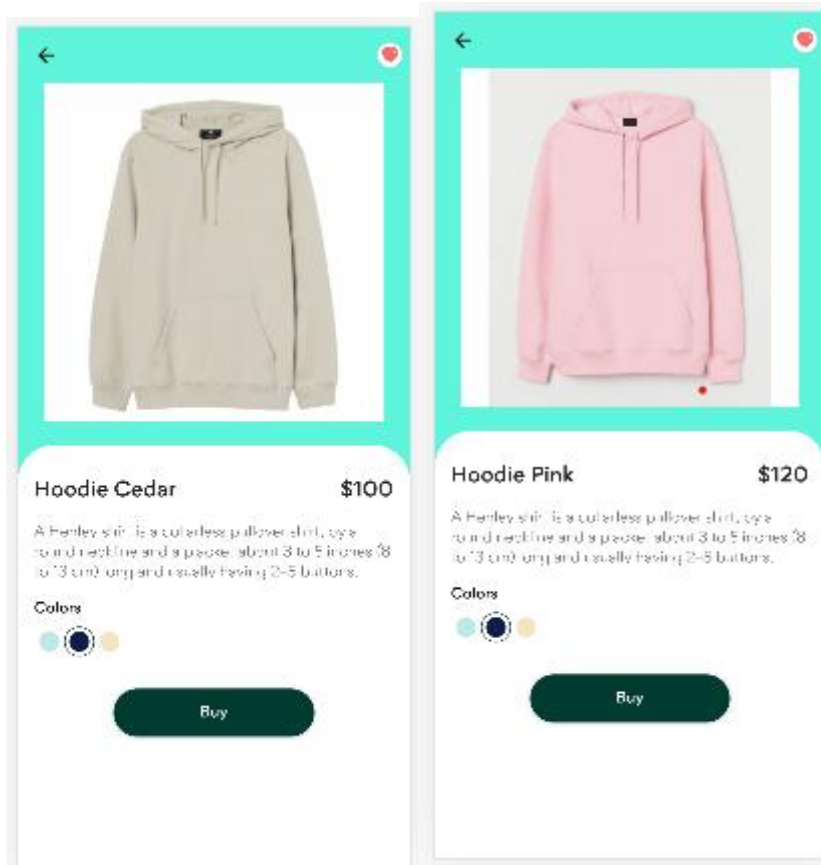 Hoodie Cedar $100
A Henley shirt is a collarless pullover shirt, by a
round neckline and a placket about 3 to 5 inches (8
to 13 cm) long and usually having 2–5 buttons.
Colors
Buy
Hoodie Pink $120
A Henley shirt is a collarless pullover shirt, by a
round neckline and a placket about 3 to 5 inches (8
to 13 cm) long and usually having 2–5 buttons.
Colors
Buy